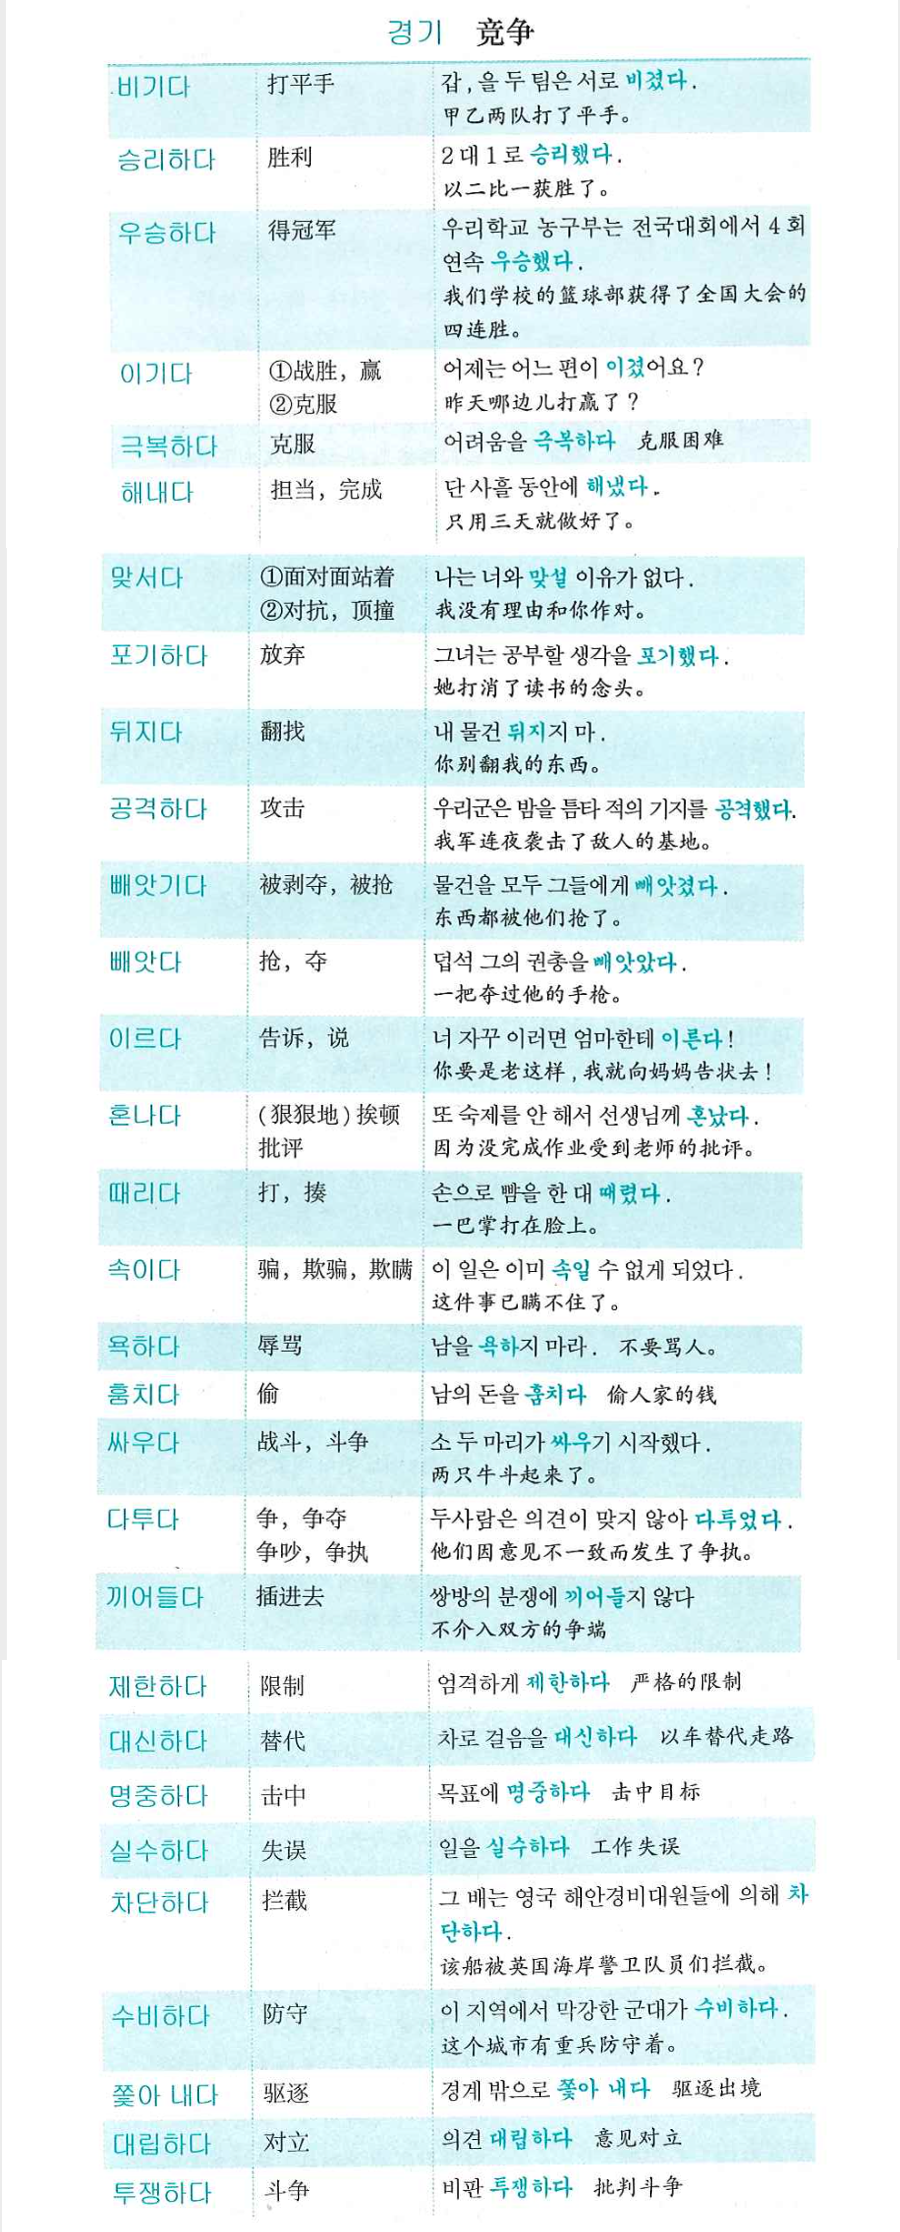 경기 竞争
비기다 打平手 갑,을 두 팀은 서로 비겼다.
甲乙两队打了平手。
승리하다 胜利 2대 1로 승리했다.
以二比一获胜了。
우승하다 得冠军 우리학교 농구부는 전국대회에서 4회
연속 우승했다.
我们学校的篮球部获得了全国大会的
四连胜。
이기다 ①战胜，赢 어제는 어느 편이 이겼어요?
②克服 昨天哪边儿打赢了？
극복하다 克服 어려움을 극복하다 克服困难
해내다 担当，完成 단 사흘 동안에 해냈다.
只用三天就做好了。
맞서다 ①面对面站着 나는 너와 맞설 이유가 없다.
②对抗，顶撞 我没有理由和你作对。
포기하다 放弃 그녀는 공부할 생각을 포기했다.
她打消了读书的念头。
뒤지다 翻找 내 물건 뒤지지 마.
你别翻我的东西。
공격하다 攻击 우리군은 밤을 틈타 적의 기지를 공격했다.
我军连夜袭击了敌人的基地。
빼앗기다 被剥夺，被抢 물건을 모두 그들에게 빼앗겼다.
东西都被他们抢了。
빼앗다 抢，夺 덥석 그의 권총을 빼앗았다.
一把夺过他的手枪。
이르다 告诉，说 너 자꾸 이러면 엄마한테 이른다!
你要是老这样,我就向妈妈告状去!
혼나다 (狠狠地)挨顿 또 숙제를 안 해서 선생님께 혼났다.
批评 因为没完成作业受到老师的批评。
때리다 打，揍 손으로 뺨을 한 대 때렸다.
一巴掌打在脸上。
속이다 骗，欺骗，欺瞒 이 일은 이미 속일 수 없게 되었다.
这件事已瞒不住了。
욕하다 辱骂 남을 욕하지 마라. 不要骂人。
훔치다 偷 남의 돈을 훔치다 偷人家的钱
싸우다 战斗，斗争 소 두 마리가 싸우기 시작했다.
两只牛斗起来了。
다투다 争，争夺 두사람은 의견이 맞지 않아 다투었다.
争吵，争执 他们因意见不一致而发生了争执。
끼어들다 插进去 쌍방의 분쟁에 끼어들지 않다
不介入双方的争端
제한하다 限制 엄격하게 제한하다 严格的限制
대신하다 替代 차로 걸음을 대신하다 以车替代走路
명중하다 击中 목표에 명중하다 击中目标
실수하다 失误 일을 실수하다 工作失误
차단하다 拦截 그 배는 영국 해안경비대원들에 의해 차
단하다.
该船被英国海岸警卫队员们拦截。
수비하다 防守 이 지역에서 막강한 군대가 수비하다.
这个城市有重兵防守着。
쫓아 내다 驱逐 경계 밖으로 쫓아 내다 驱逐出境
대립하다 对立 의견 대립하다 意见对立
투쟁하다 斗争 비판 투쟁하다 批判斗争